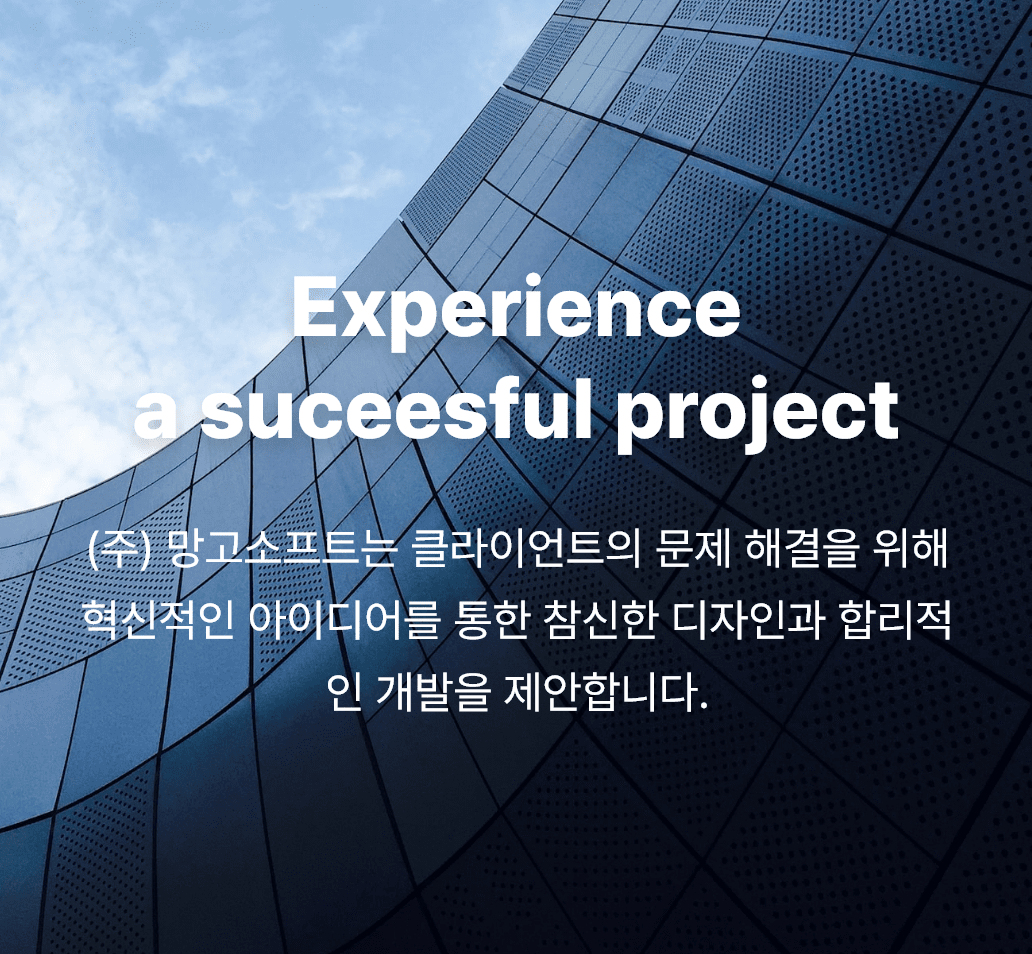 Experience
a suceesful project
(주) 망고소프트는 클라이언트의 문제 해결을 위해
혁신적인 아이디어를 통한 참신한 디자인과 합리적
인 개발을 제안합니다.